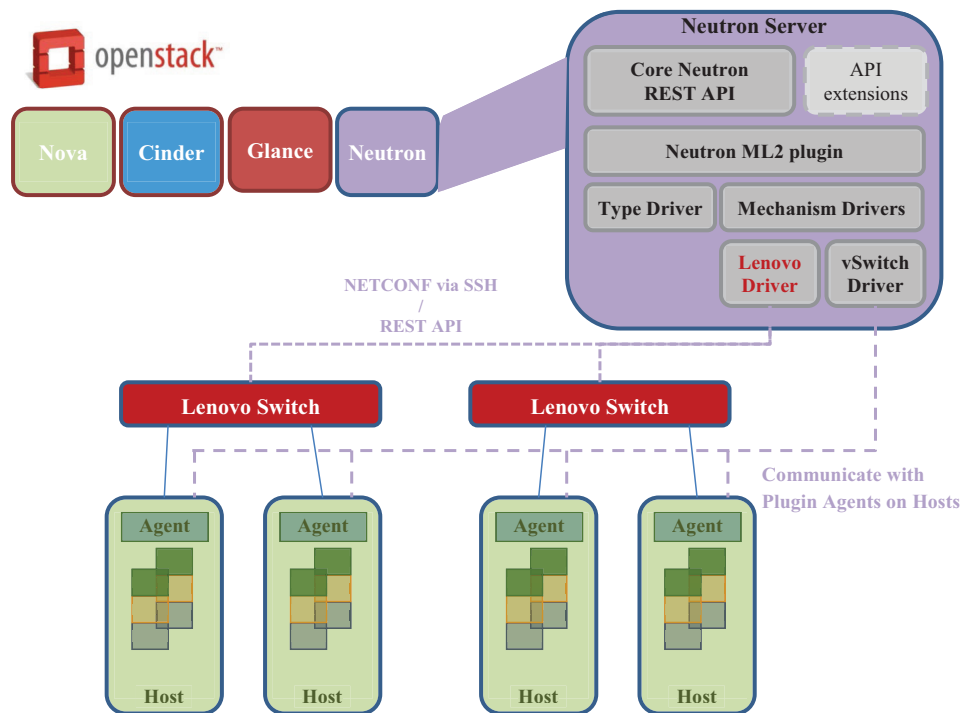 openstack™
Neutron Server
Core Neutron
REST API
API
extensions
Nova
Cinder
Glance
Neutron
Neutron ML2 plugin
Type Driver
Mechanism Drivers
Lenovo
Driver
vSwitch
Driver
NETCONF via SSH
/
REST API
Lenovo Switch
Lenovo Switch
Communicate with
Plugin Agents on Hosts
Agent
Agent
Agent
Agent
Host
Host
Host
Host